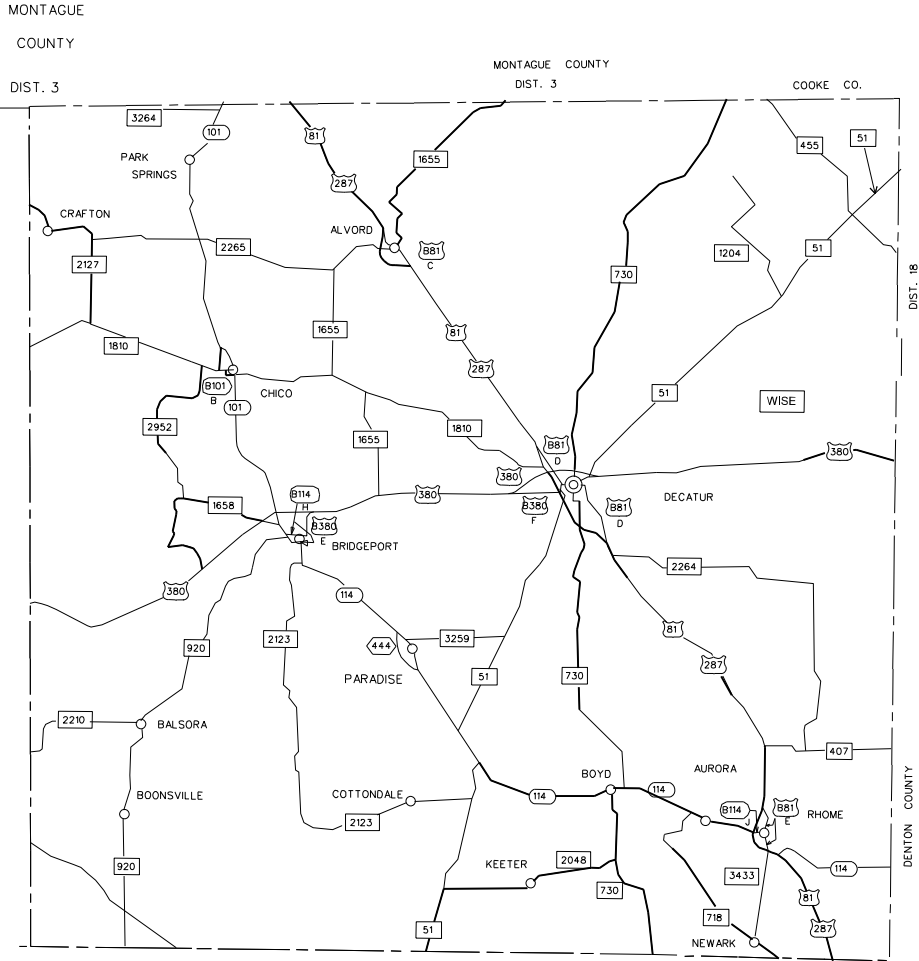 MONTAGUE
COUNTY
DIST. 3
MONTAGUE COUNTY
DIST. 3
COOKE CO.
3264
101
81
1655
455
51
PARK
SPRINGS
287
CRAFTON
ALVORD
B81
C
2265
2127
51
1204
730
DIST. 18
1655
81
1810
287
B101
B
CHICO
101
51
WISE
2952
1655
1810
B81
D
380
380
B114
H
380
B380
F
DECATUR
1658
B380
E
P
B81
D
BRIDGEPORT
2264
380
114
81
2123
920
444
3259
287
PARADISE
51
730
2210
BALSORA
407
BOONSVILLE
COTTONDALE
BOYD
AURORA
114
114
B114
J
B81
E
RHOME
2123
DENTON COUNTY
920
KEETER
2048
3433
114
730
81
718
51
287
NEWARK